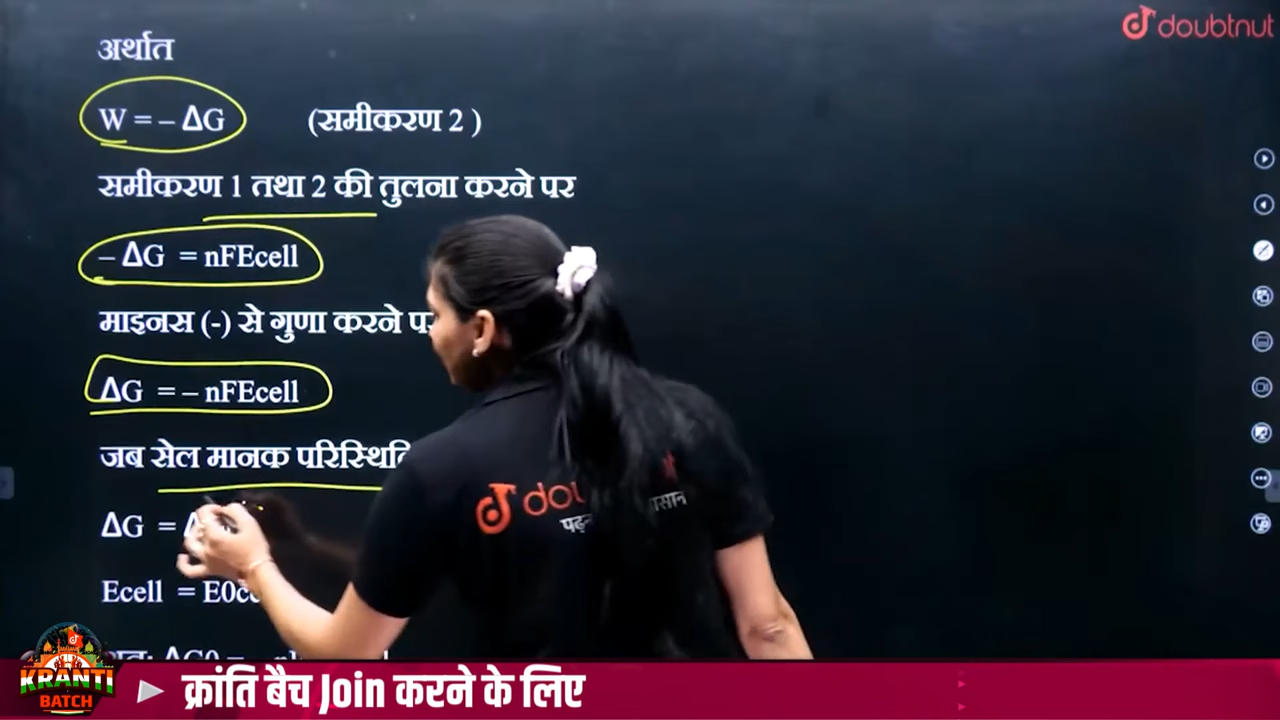 doubtnut
अर्थात
W = – ΔG (समीकरण 2 )
समीकरण 1 तथा 2 की तुलना करने पर
– ΔG = nFEcell
माइनस (-) से गुणा करने पर
ΔG = – nFEcell
जब सेल मानक
ΔG =
Ecell =
KRANTI
BATCH
क्रांति बैच Join करने के लिए